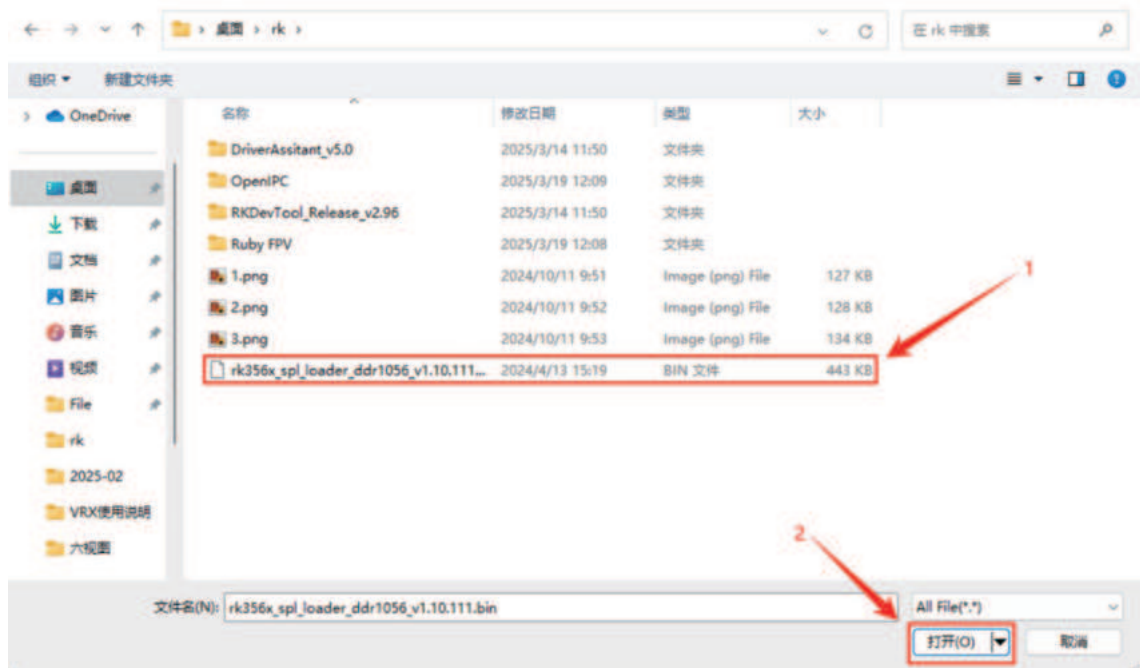 桌面 › rk ›
在 rk 中搜索
组织 新建文件夹
OneDrive
桌面
下载
文档
图片
音乐
视频
File
rk
2025-02
VRX使用说明
六视图
名称 修改日期 类型 大小
DriverAssitant_v5.0 2025/3/14 11:50 文件夹
OpenIPC 2025/3/19 12:09 文件夹
RKDevTool_Release_v2.96 2025/3/14 11:50 文件夹
Ruby FPV 2025/3/19 12:08 文件夹
1.png 2024/10/11 9:51 Image (png) File 127 KB
2.png 2024/10/11 9:52 Image (png) File 128 KB
3.png 2024/10/11 9:53 Image (png) File 134 KB
rk356x_spl_loader_ddr1056_v1.10.111,... 2024/4/13 15:19 BIN 文件 443 KB
1
2
文件名(N): rk356x_spl_loader_ddr1056_v1.10.111.bin All File(*.*)
打开(O) 取消